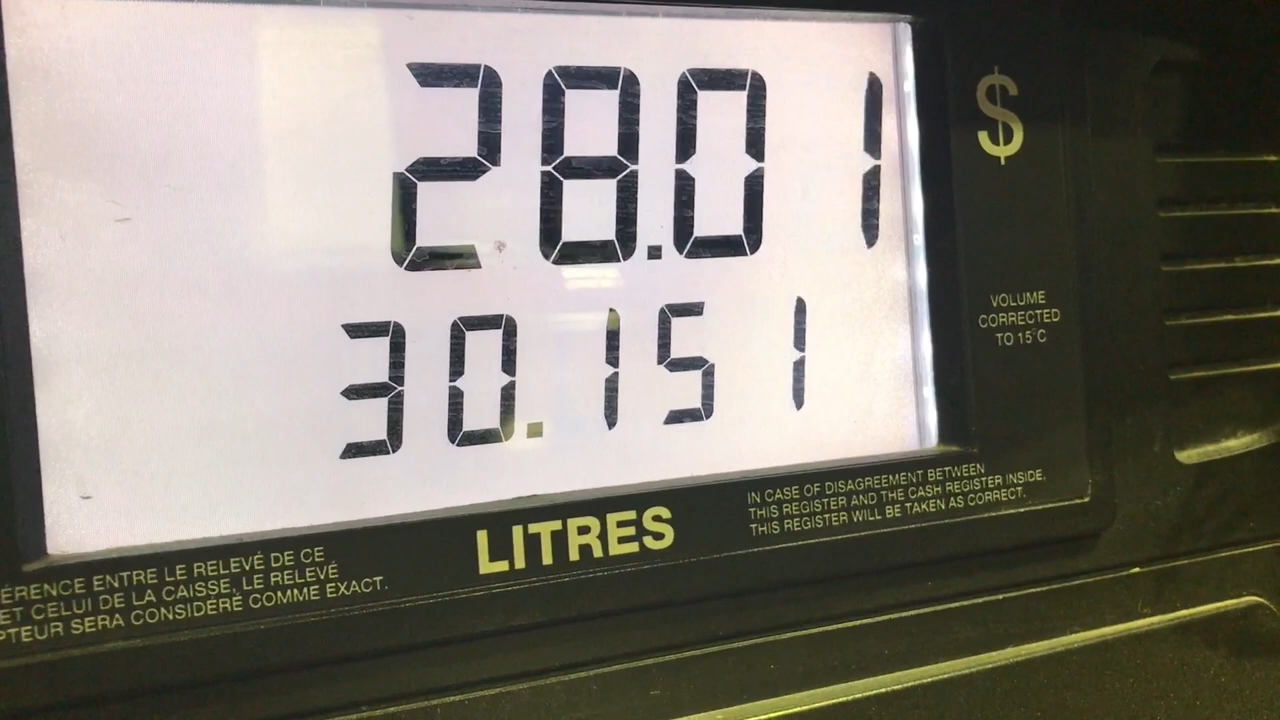 28.01
$
30.151
VOLUME
CORRECTED
TO 15°C
LITRES
IN CASE OF DISAGREEMENT BETWEEN
THIS REGISTER AND THE CASH REGISTER INSIDE,
THIS REGISTER WILL BE TAKEN AS CORRECT.
ENTRE LE RELEVÉ DE CE
ET CELUI DE LA CAISSE, LE RELEVÉ
SERA CONSIDÉRÉ COMME EXACT.